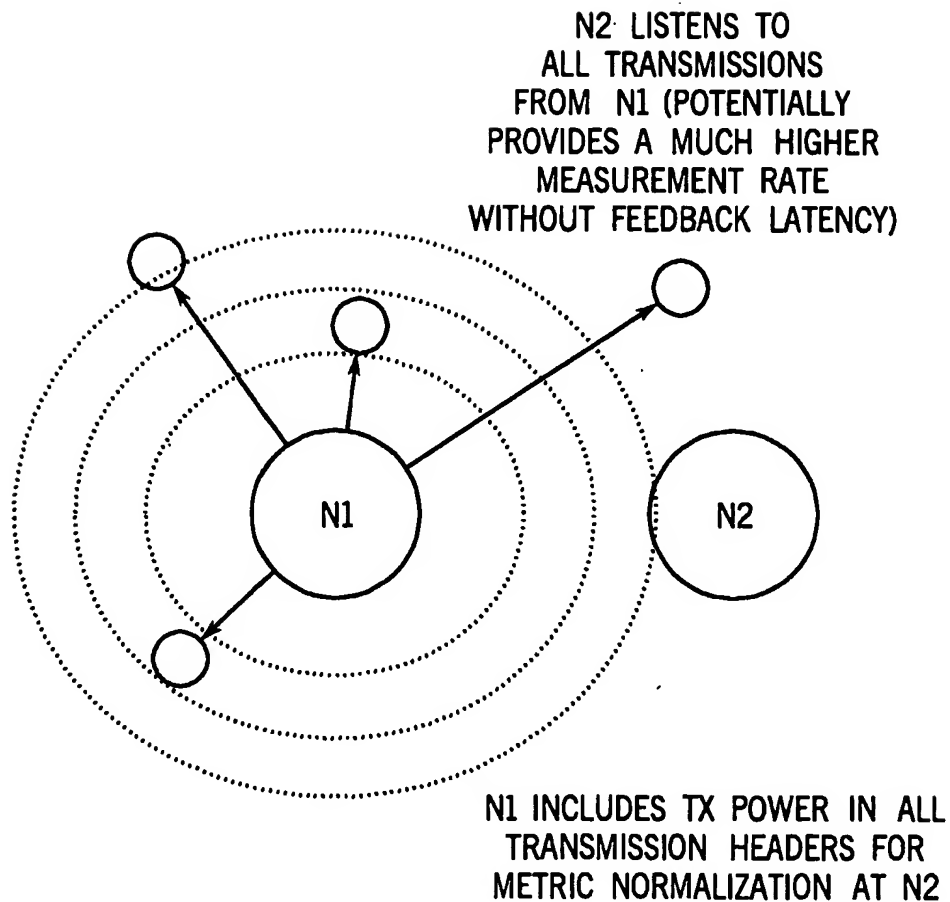 N2 LISTENS TO
ALL TRANSMISSIONS
FROM N1 (POTENTIALLY
PROVIDES A MUCH HIGHER
MEASUREMENT RATE
WITHOUT FEEDBACK LATENCY)
N1
N2
N1 INCLUDES TX POWER IN ALL
TRANSMISSION HEADERS FOR
METRIC NORMALIZATION AT N2